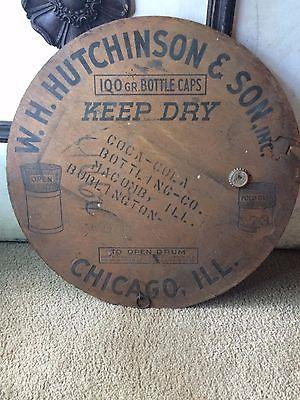 W. H. HUTCHINSON & SON, INC.
100 GR. BOTTLE CAPS
KEEP DRY
COCA-COLA
BOTTLING-CO.
MACOMB, ILL.
BURLINGTON-
OPEN
TO OPEN DRUM
CHICAGO, ILL.